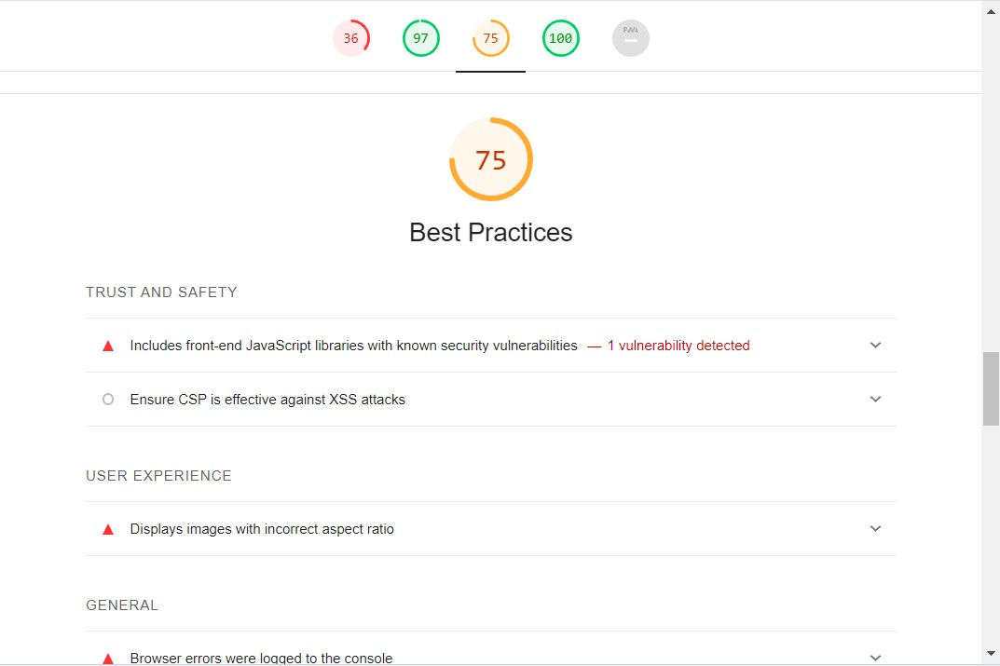 36
97
75
100
PWA
75
Best Practices
TRUST AND SAFETY
Includes front-end JavaScript libraries with known security vulnerabilities — 1 vulnerability detected
Ensure CSP is effective against XSS attacks
USER EXPERIENCE
Displays images with incorrect aspect ratio
GENERAL
Browser errors were logged to the console